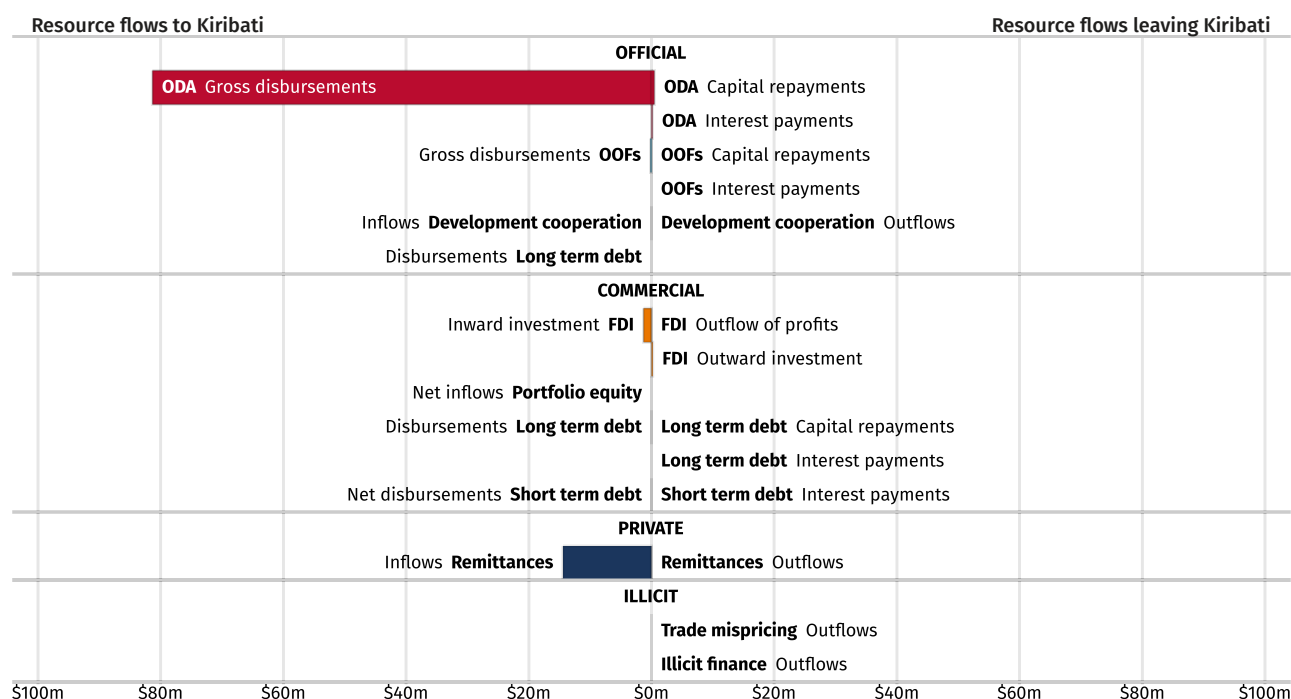 Resource flows to Kiribati Resource flows leaving Kiribati
OFFICIAL
ODA Gross disbursements ODA Capital repayments
ODA Interest payments
Gross disbursements OOFs OOFs Capital repayments
OOFs Interest payments
Inflows Development cooperation Development cooperation Outflows
Disbursements Long term debt
COMMERCIAL
Inward investment FDI FDI Outflow of profits
FDI Outward investment
Net inflows Portfolio equity
Disbursements Long term debt Long term debt Capital repayments
Long term debt Interest payments
Net disbursements Short term debt Short term debt Interest payments
PRIVATE
Inflows Remittances Remittances Outflows
ILLICIT
Trade mispricing Outflows
Illicit finance Outflows
$100m $80m $60m $40m $20m $0m $20m $40m $60m $80m $100m